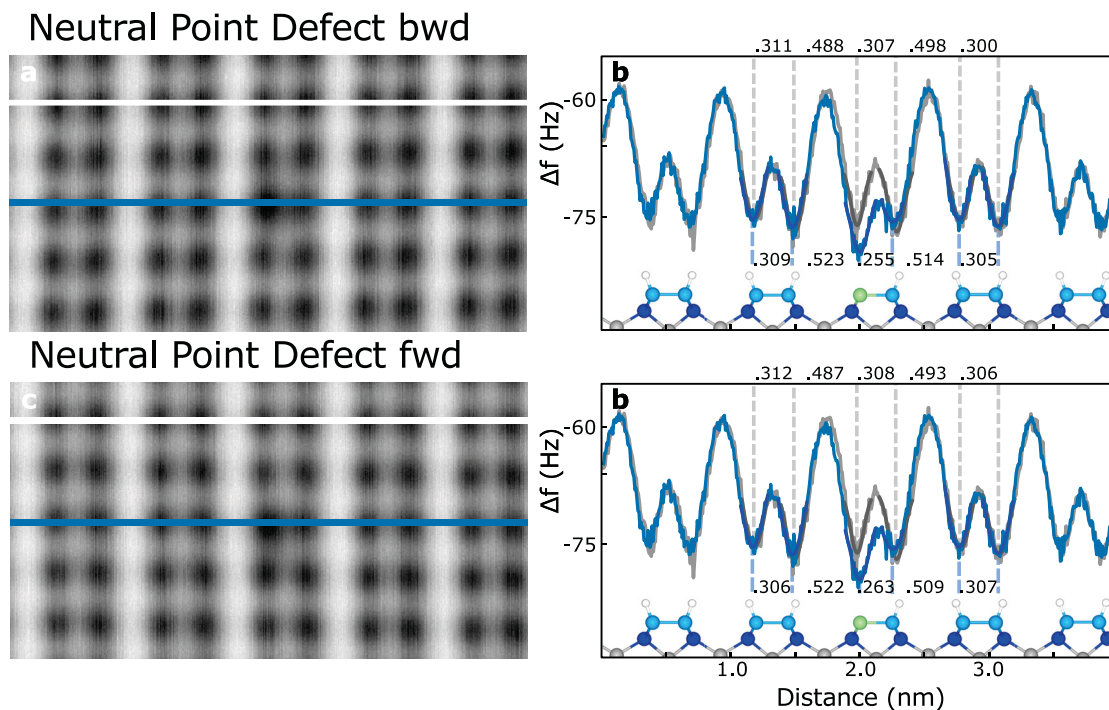 Neutral Point Defect bwd
a
b
.311 .488 .307 .498 .300
-60
Δf (Hz)
-75
.309 .523 .255 .514 .305
Neutral Point Defect fwd
c
b
.312 .487 .308 .493 .306
-60
Δf (Hz)
-75
.306 .522 .263 .509 .307
1.0 2.0 3.0
Distance (nm)